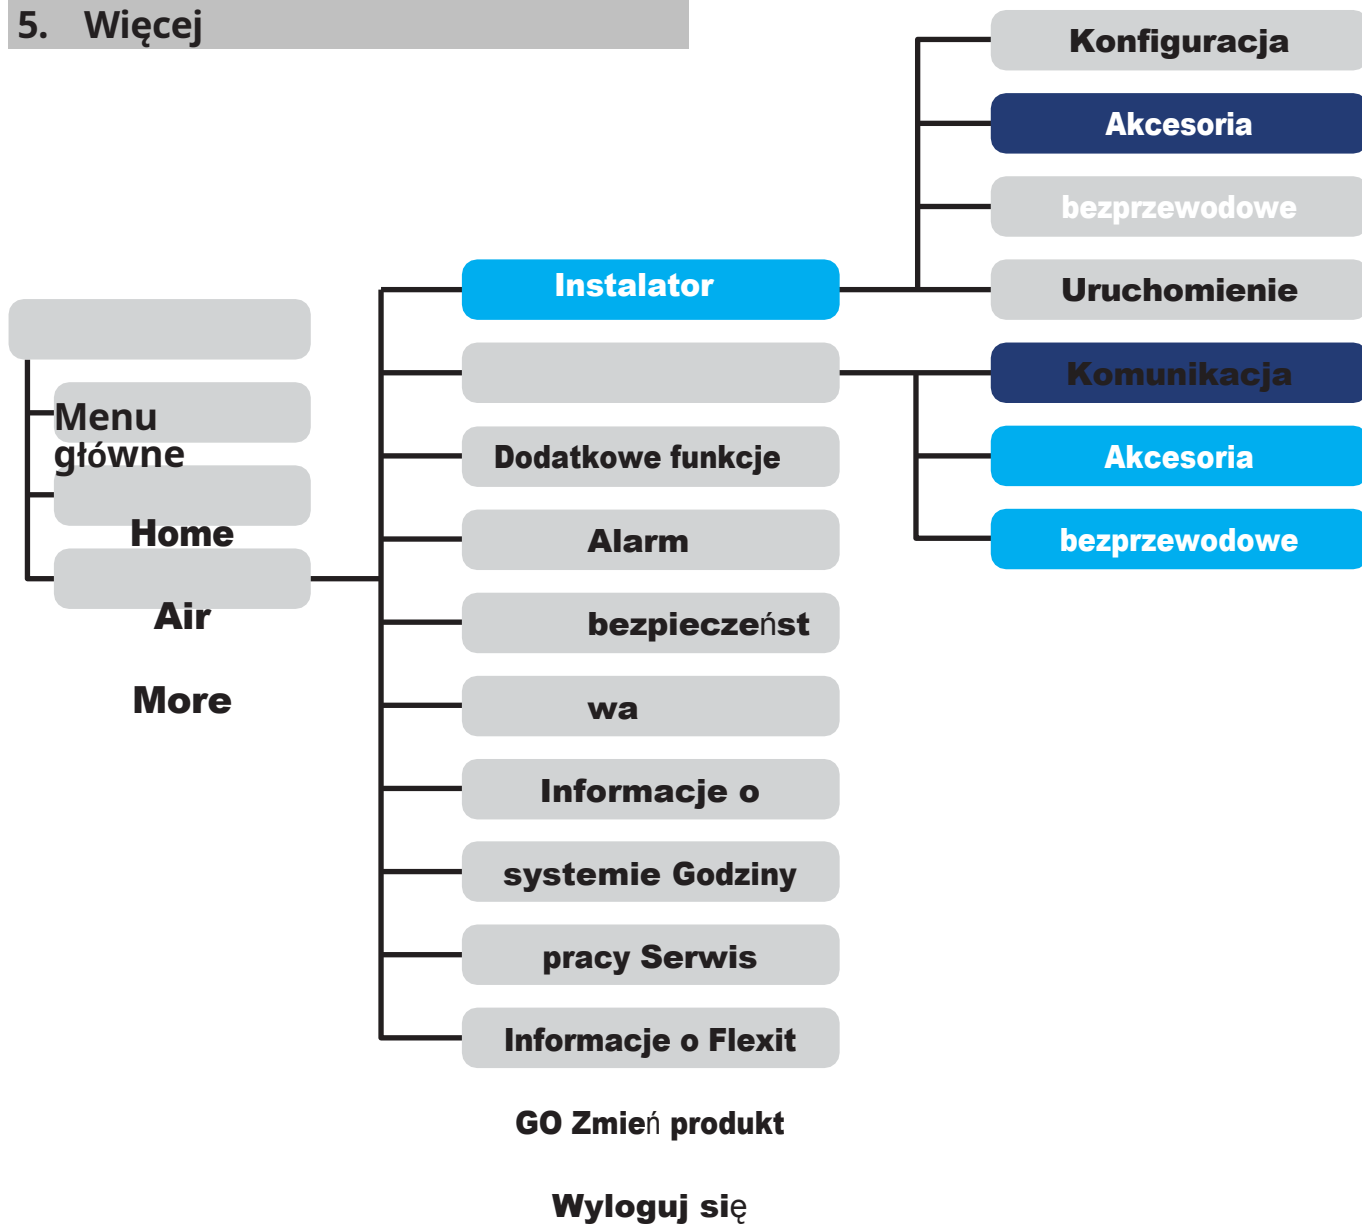 5. Więcej
Menu
główne
Home
Air
More
Instalator
Dodatkowe funkcje
Alarm
bezpieczeńst
wa
Informacje o
systemie Godziny
pracy Serwis
Informacje o Flexit
GO Zmień produkt
Wyloguj się
Konfiguracja
Akcesoria
bezprzewodowe
Uruchomienie
Komunikacja
Akcesoria
bezprzewodowe